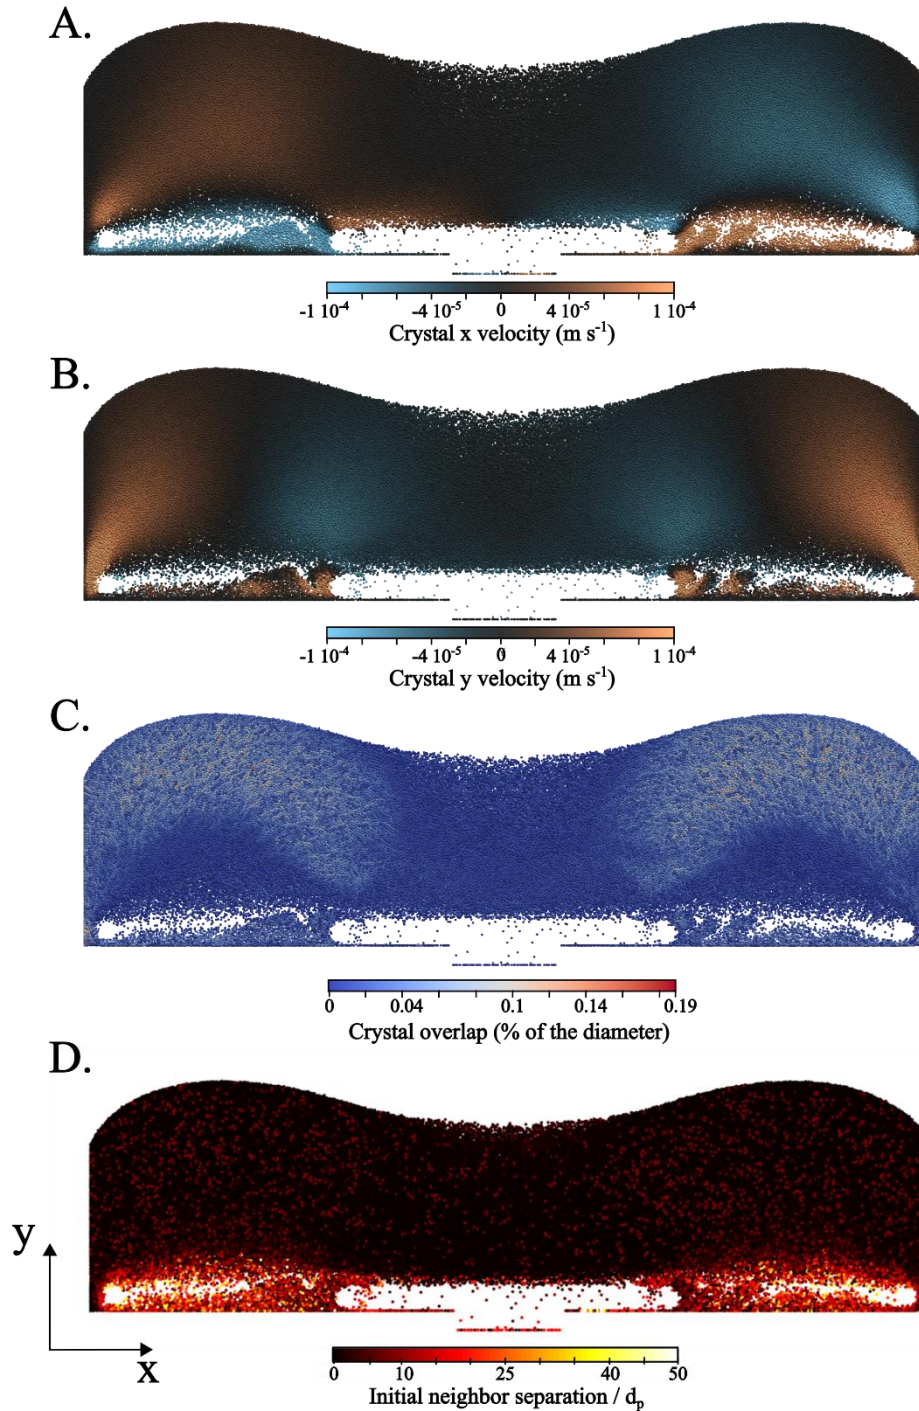 A.
-1 10⁻⁴ -4 10⁻⁵ 0 4 10⁻⁵ 1 10⁻⁴
Crystal x velocity (m s⁻¹)
B.
-1 10⁻⁴ -4 10⁻⁵ 0 4 10⁻⁵ 1 10⁻⁴
Crystal y velocity (m s⁻¹)
C.
0 0.04 0.1 0.14 0.19
Crystal overlap (% of the diameter)
D.
y
x
0 10 25 40 50
Initial neighbor separation / dₚ